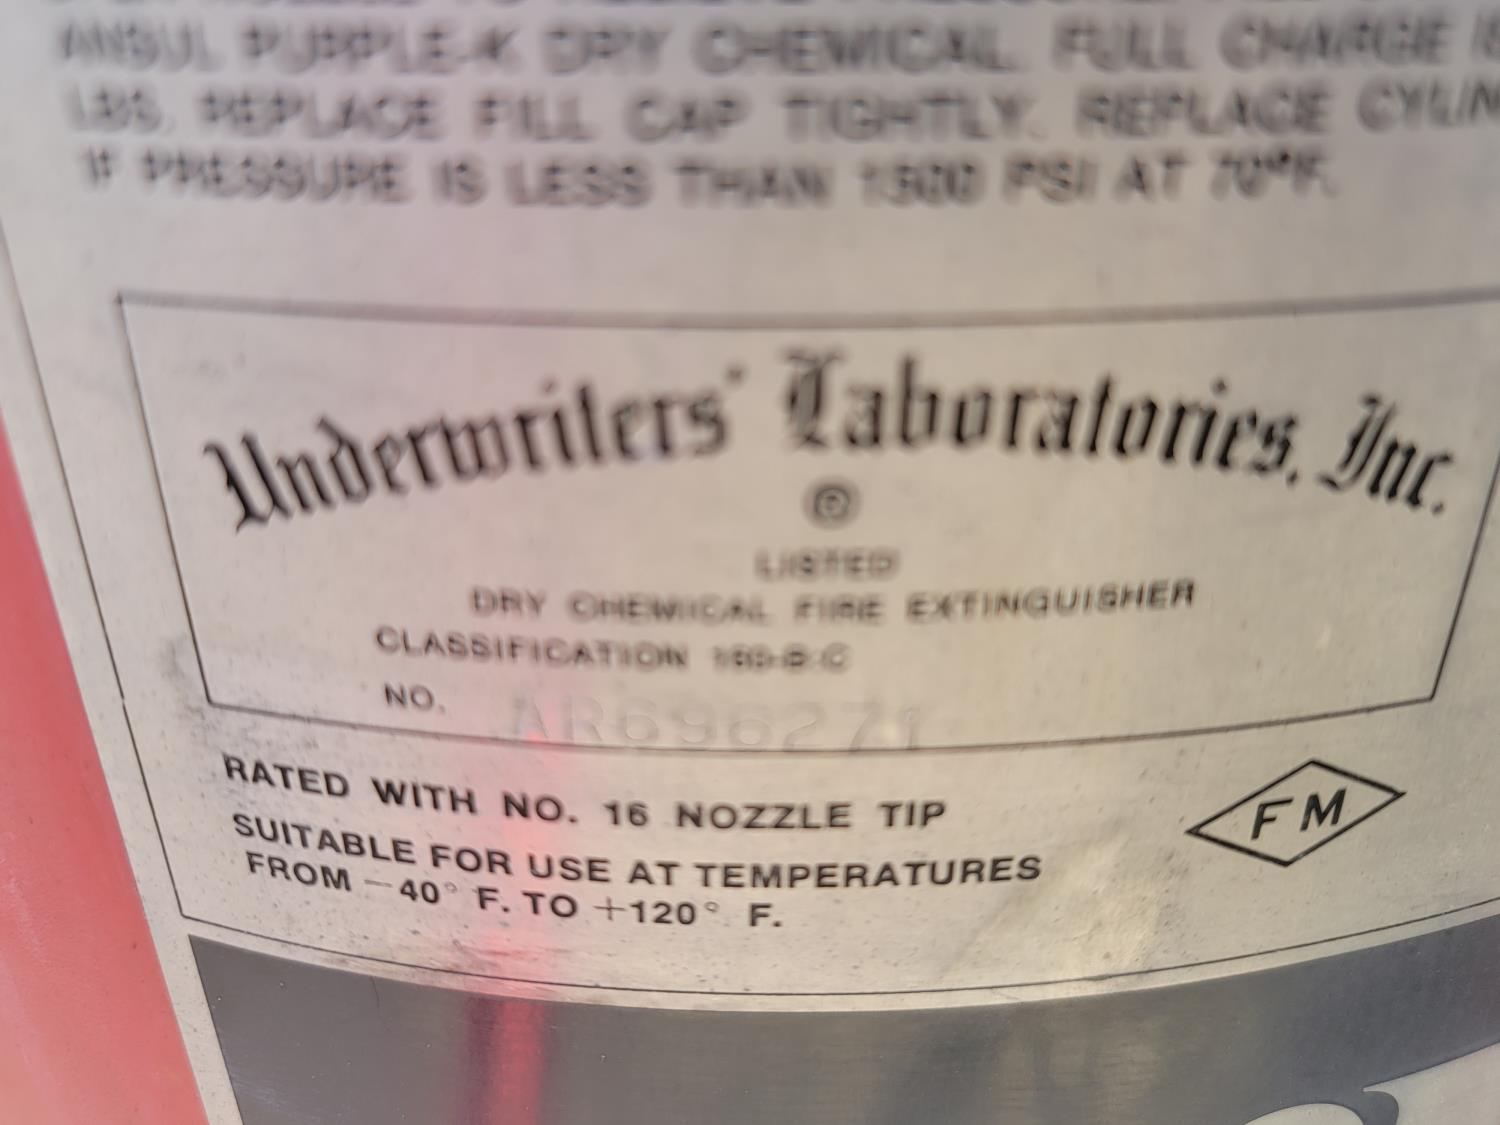 ANSUL PURPLE-K DRY CHEMICAL. FULL CHARGE IS
LBS. REPLACE FILL CAP TIGHTLY. REPLACE
IF PRESSURE IS LESS THAN 1500 PSI AT 70°F.
Underwriters' Laboratories, Inc.
®
LISTED
DRY CHEMICAL FIRE EXTINGUISHER
CLASSIFICATION 160-B:C
NO. AR696271
RATED WITH NO. 16 NOZZLE TIP
SUITABLE FOR USE AT TEMPERATURES
FROM −40° F. TO +120° F.
FM